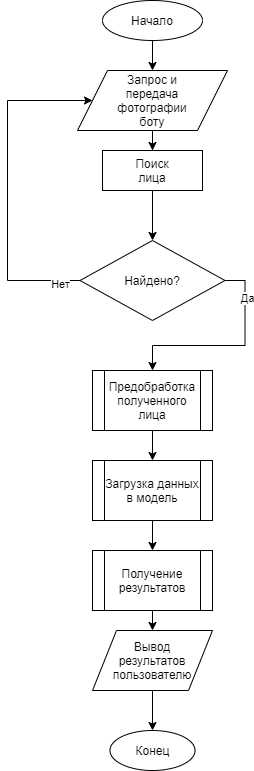 Начало
Запрос и
передача
фотографии
боту
Поиск
лица
Найдено?
Нет
Да
Предобработка
полученного
лица
Загрузка данных
в модель
Получение
результатов
Вывод
результатов
пользователю
Конец